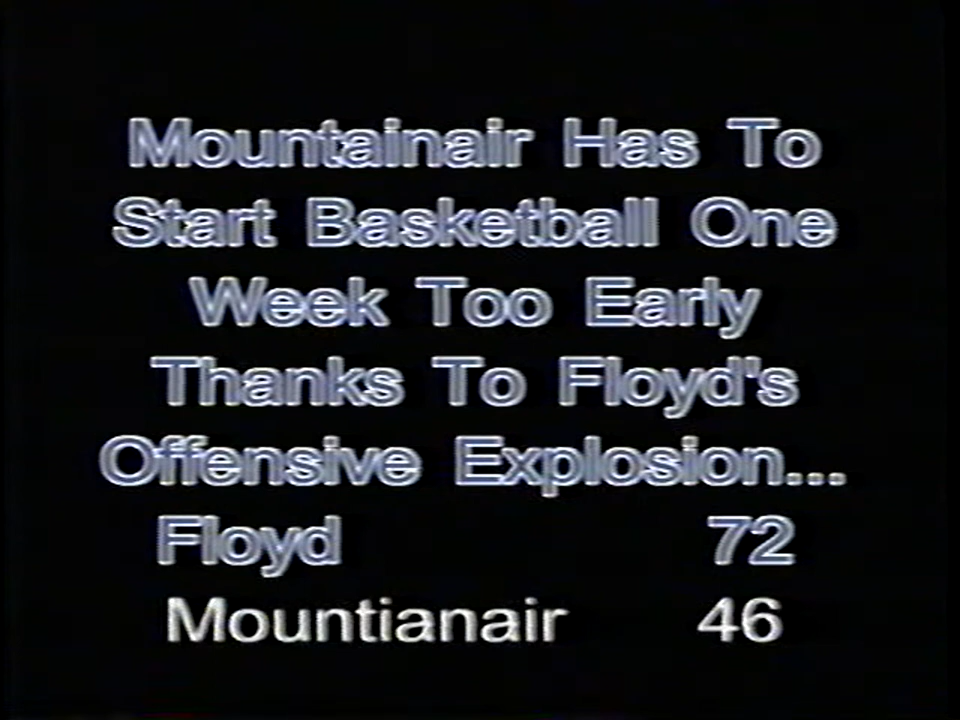 Mountainair Has To
Start Basketball One
Week Too Early
Thanks To Floyd's
Offensive Explosion...
Floyd 72
Mountianair 46